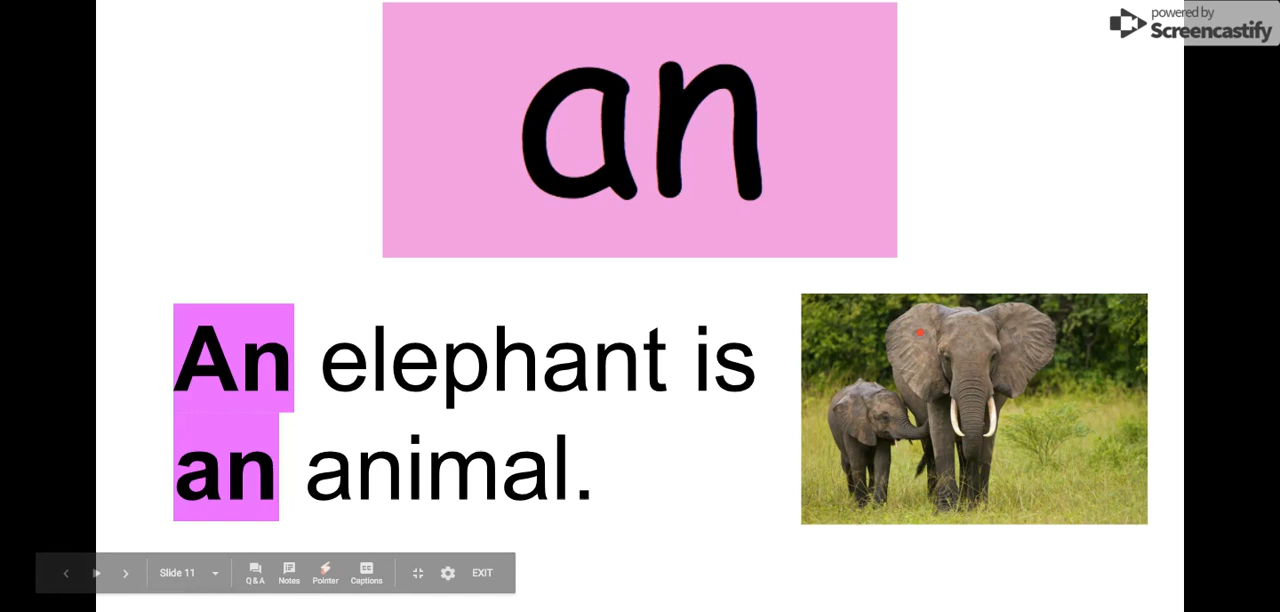 powered by
Screencastify
an
An elephant is
an animal.
Slide 11
Q&A
Notes
Pointer
Captions
EXIT